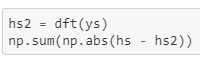 hs2 = dft(ys)
np.sum(np.abs(hs - hs2))